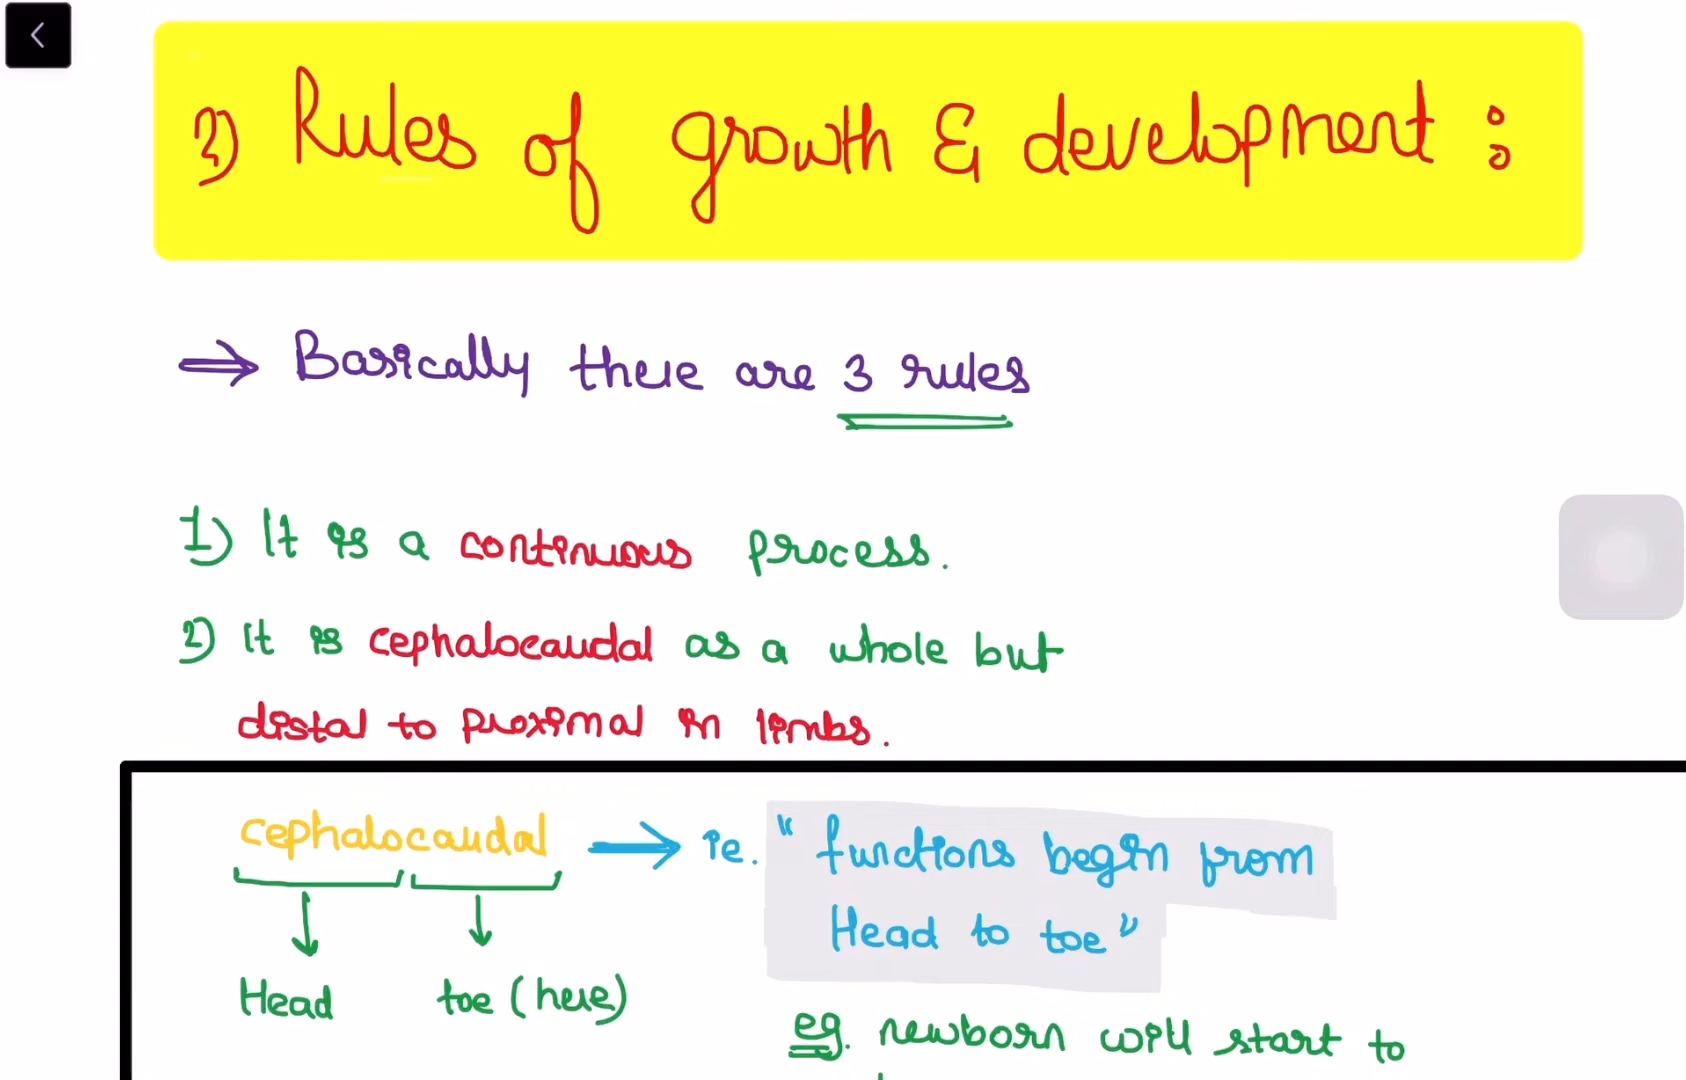 3) Rules of growth & development :
⇒ Basically there are 3 rules
1) It is a continuous process.
2) It is cephalocaudal as a whole but
distal to proximal in limbs.
cephalocaudal → ie. " functions begin from
Head to toe "
Head toe (here)
eg. newborn will start to